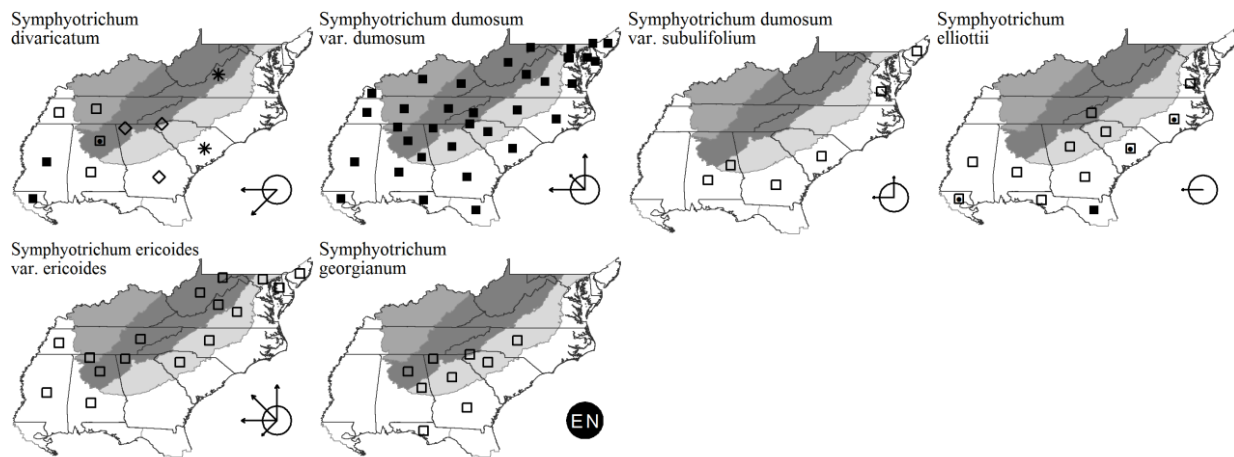 Symphyotrichum
divaricatum
Symphyotrichum dumosum
var. dumosum
Symphyotrichum dumosum
var. subulifolium
Symphyotrichum
elliottii
Symphyotrichum ericoides
var. ericoides
Symphyotrichum
georgianum
EN